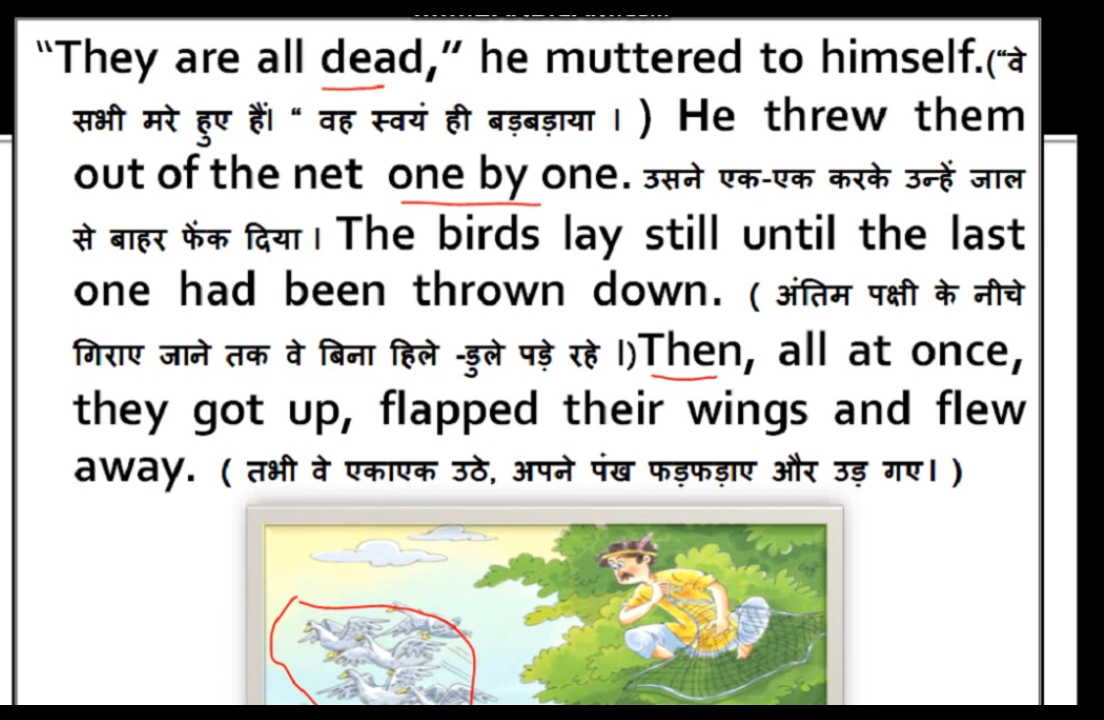 “They are all dead,” he muttered to himself.(“वे
सभी मरे हुए हैं। “ वह स्वयं ही बड़बड़ाया । ) He threw them
out of the net one by one. उसने एक-एक करके उन्हें जाल
से बाहर फेंक दिया । The birds lay still until the last
one had been thrown down. ( अंतिम पक्षी के नीचे
गिराए जाने तक वे बिना हिले -डुले पड़े रहे ।)Then, all at once,
they got up, flapped their wings and flew
away. ( तभी वे एकाएक उठे, अपने पंख फड़फड़ाए और उड़ गए। )